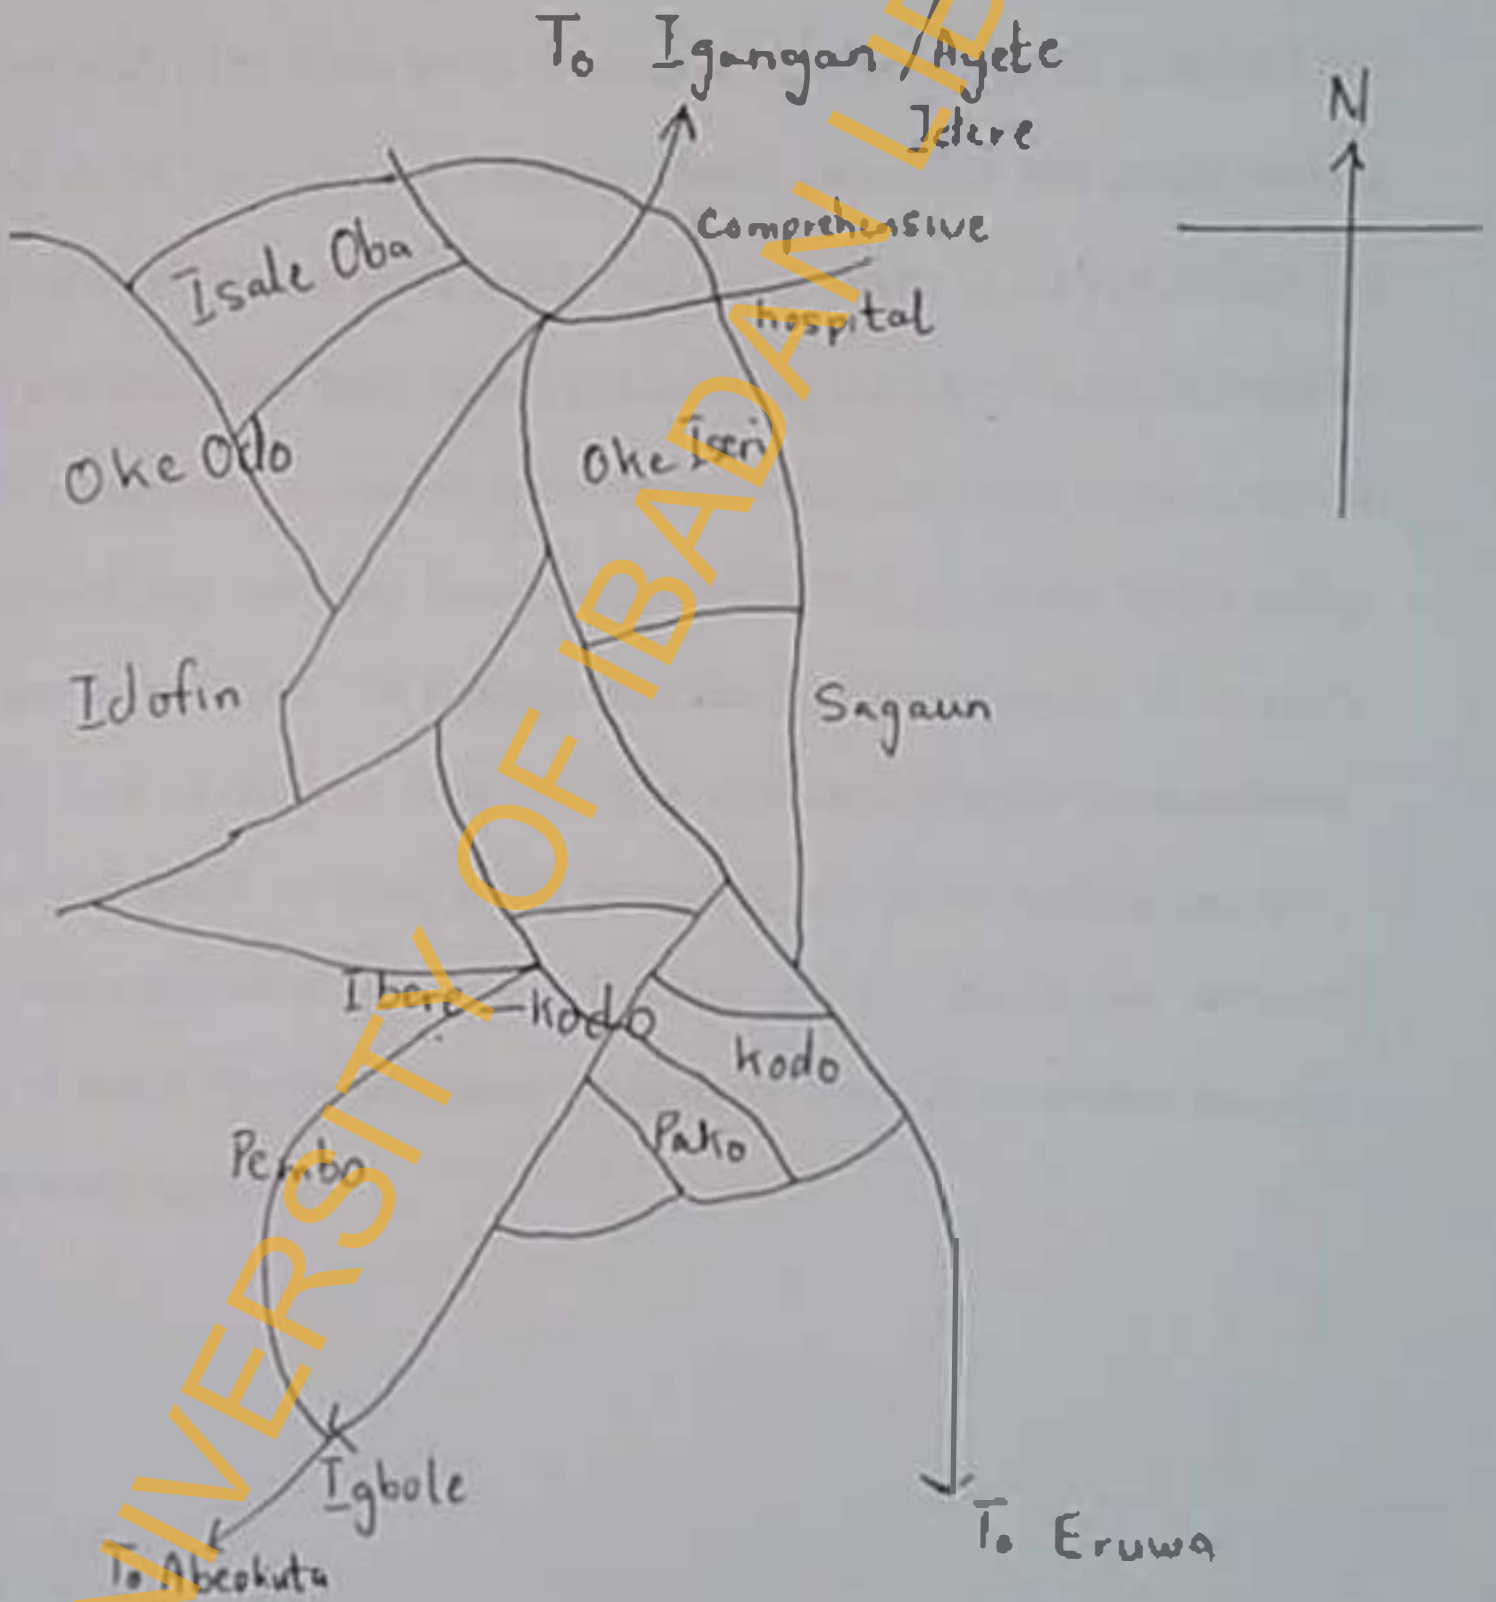 To Igangan / Ayete
Idere
N
Comprehensive
hospital
Isale Oba
Oke Odo
Oke Iseri
Idofin
Sagaun
Ibero-Kodo
Kodo
Pako
Pembo
Igbole
To Abeokuta
To Eruwa
UNIVERSITY OF IBADAN LIB